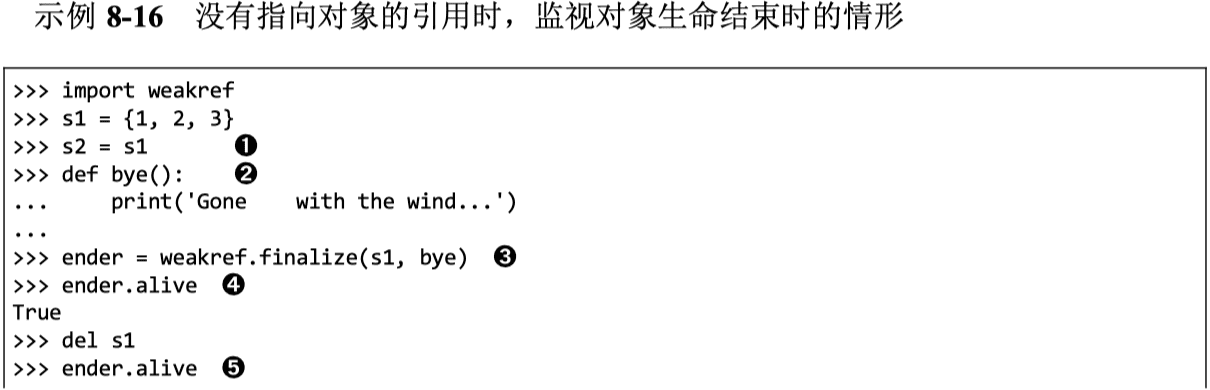 示例 8-16 没有指向对象的引用时，监视对象生命结束时的情形
>>> import weakref
>>> s1 = {1, 2, 3}
>>> s2 = s1 ❶
>>> def bye(): ❷
...     print('Gone    with the wind...')
...
>>> ender = weakref.finalize(s1, bye) ❸
>>> ender.alive ❹
True
>>> del s1
>>> ender.alive ❺